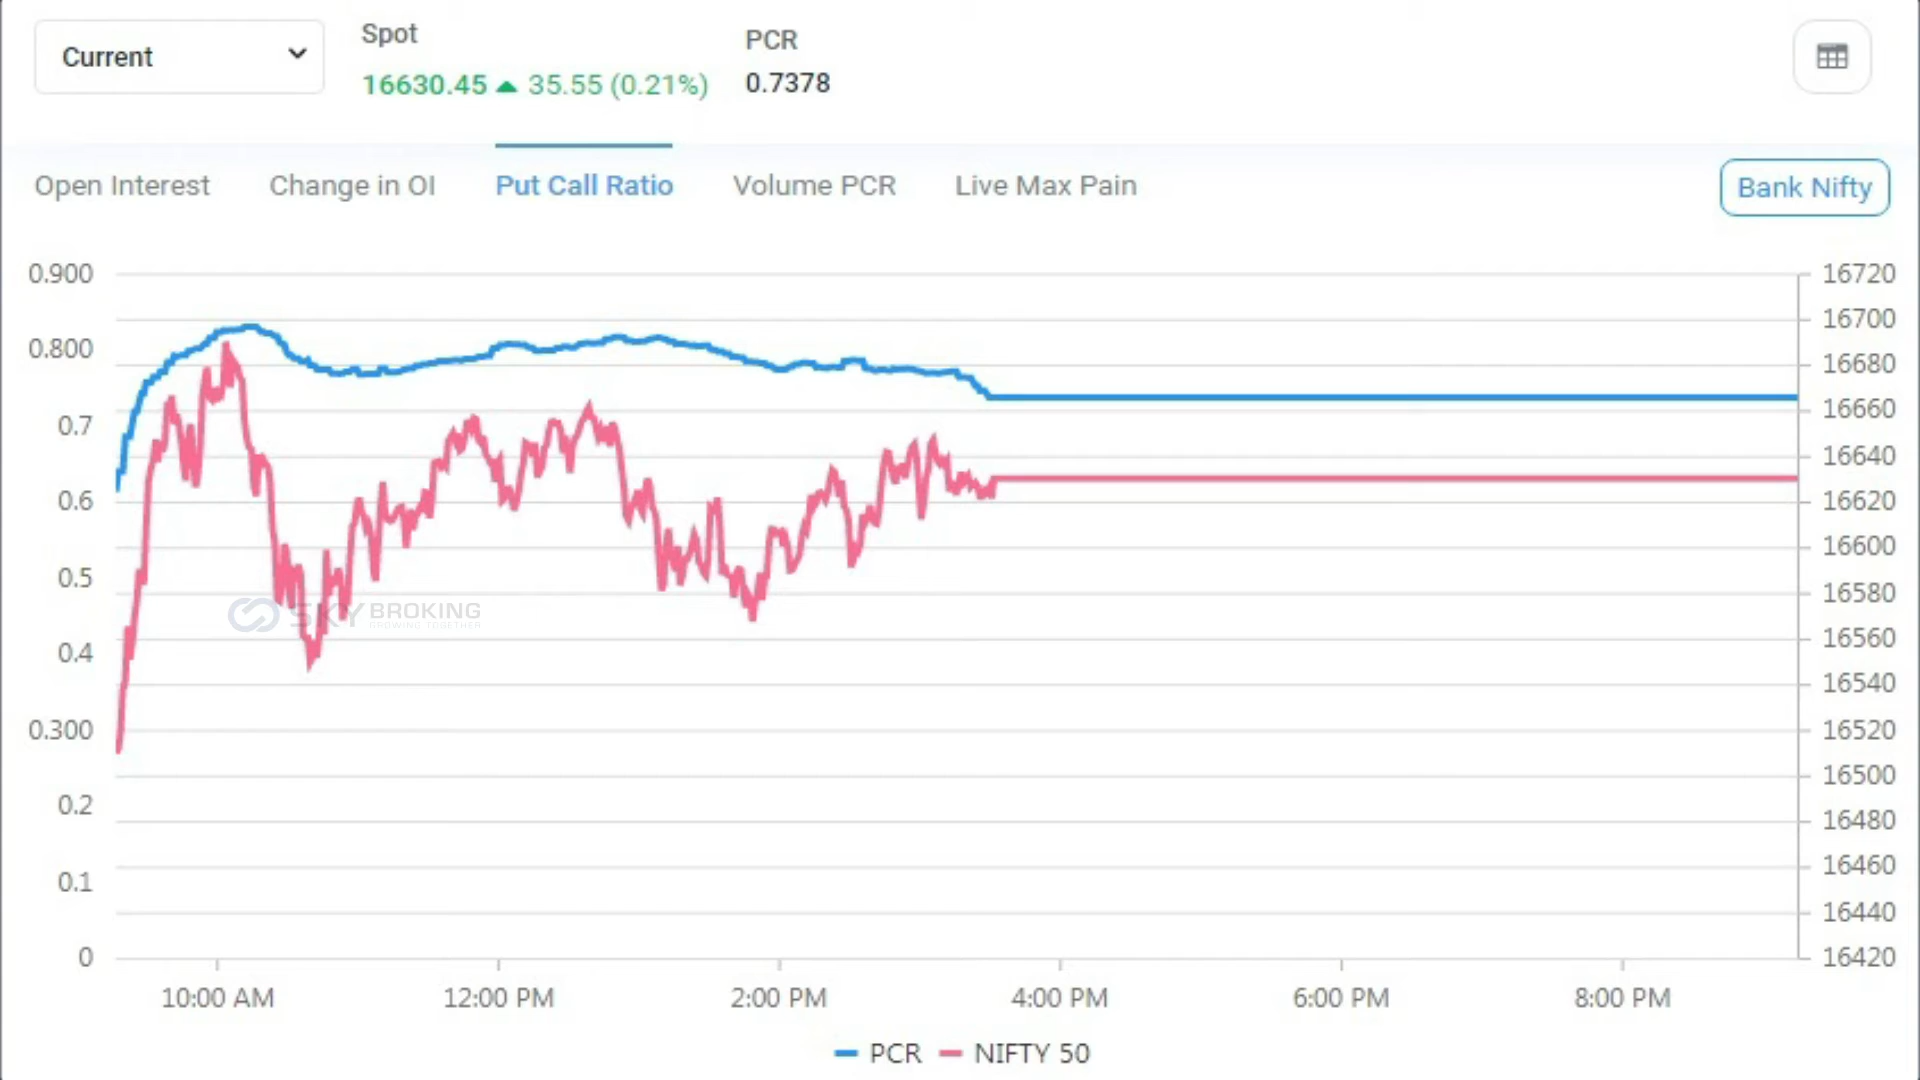 Current
Spot
16630.45 ▲ 35.55 (0.21%)
PCR
0.7378
Open Interest
Change in OI
Put Call Ratio
Volume PCR
Live Max Pain
Bank Nifty
0.900
0.800
0.7
0.6
0.5
0.4
0.300
0.2
0.1
0
16720
16700
16680
16660
16640
16620
16600
16580
16560
16540
16520
16500
16480
16460
16440
16420
SKY BROKING
GROWING TOGETHER
10:00 AM
12:00 PM
2:00 PM
4:00 PM
6:00 PM
8:00 PM
PCR
NIFTY 50